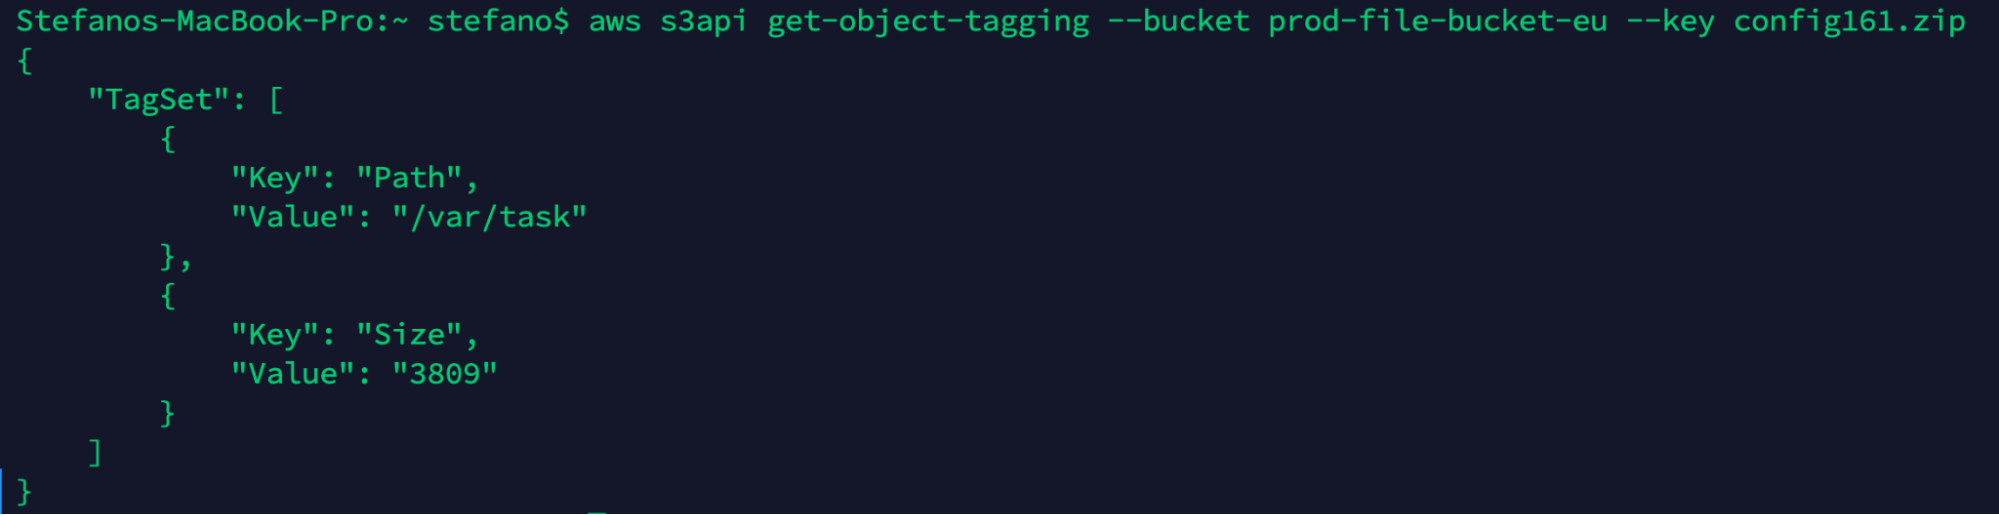 Stefanos-MacBook-Pro:~ stefano$ aws s3api get-object-tagging --bucket prod-file-bucket-eu --key config161.zip
{
    "TagSet": [
        {
            "Key": "Path",
            "Value": "/var/task"
        },
        {
            "Key": "Size",
            "Value": "3809"
        }
    ]
}